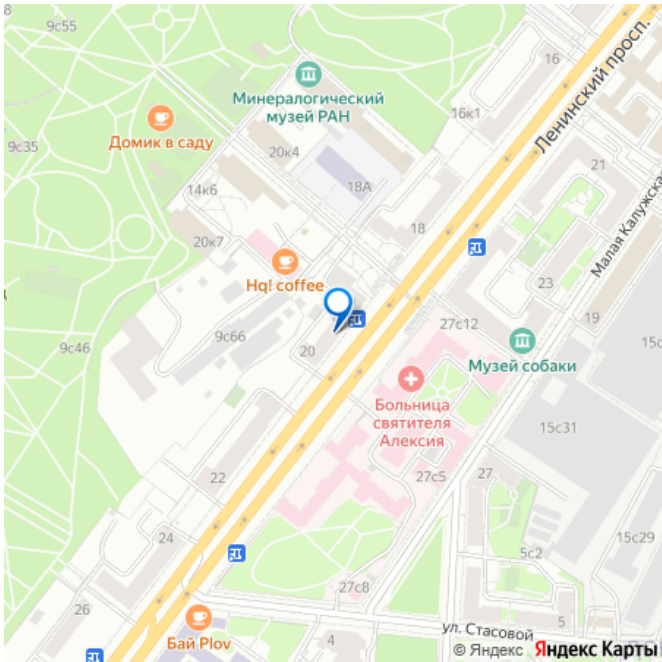 9с55
16
Ленинский просп.
Минералогический
музей РАН
16к1
Домик в саду
9с35
20к4
21
14к6
18А
Малая Калужская
18
20к7
23
Hq! coffee
19
27с12
9с46
9с66
20
Музей собаки
Больница
святителя
Алексия
15с31
22
27с5
27
24
15с29
5с2
26
27с8
Бай Plov
4
ул. Стасовой
5
© Яндекс Яндекс Карты